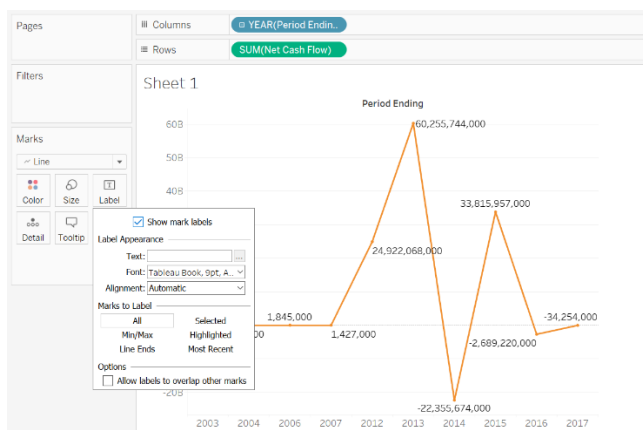 Pages
Columns
YEAR(Period Endin..
Rows
SUM(Net Cash Flow)
Filters
Sheet 1
Period Ending
Marks
Line
Color
Size
Label
Detail
Tooltip
Show mark labels
Label Appearance
Text:
...
Font: Tableau Book, 9pt, A..
Alignment: Automatic
Marks to Label
All
Selected
Min/Max
Highlighted
Line Ends
Most Recent
Options
Allow labels to overlap other marks
60B
50B
40B
-20B
60,255,744,000
33,815,957,000
24,922,068,000
1,845,000
1,427,000
-34,254,000
-2,689,220,000
-22,355,674,000
2003 2004 2006 2007 2012 2013 2014 2015 2016 2017